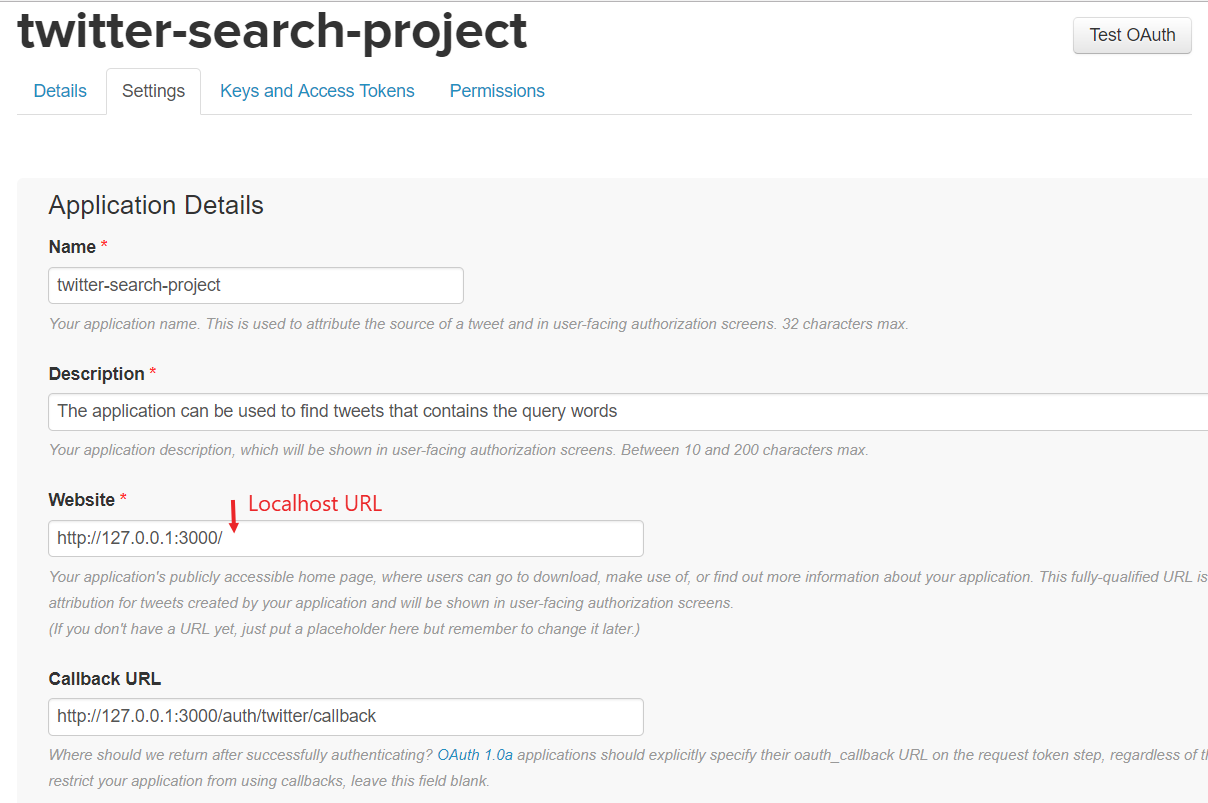 twitter-search-project
Test OAuth
Details Settings Keys and Access Tokens Permissions
Application Details
Name *
twitter-search-project
Your application name. This is used to attribute the source of a tweet and in user-facing authorization screens. 32 characters max.
Description *
The application can be used to find tweets that contains the query words
Your application description, which will be shown in user-facing authorization screens. Between 10 and 200 characters max.
Website *
Localhost URL
http://127.0.0.1:3000/
Your application's publicly accessible home page, where users can go to download, make use of, or find out more information about your application. This fully-qualified URL is
attribution for tweets created by your application and will be shown in user-facing authorization screens.
(If you don't have a URL yet, just put a placeholder here but remember to change it later.)
Callback URL
http://127.0.0.1:3000/auth/twitter/callback
Where should we return after successfully authenticating? OAuth 1.0a applications should explicitly specify their oauth_callback URL on the request token step, regardless of
restrict your application from using callbacks, leave this field blank.